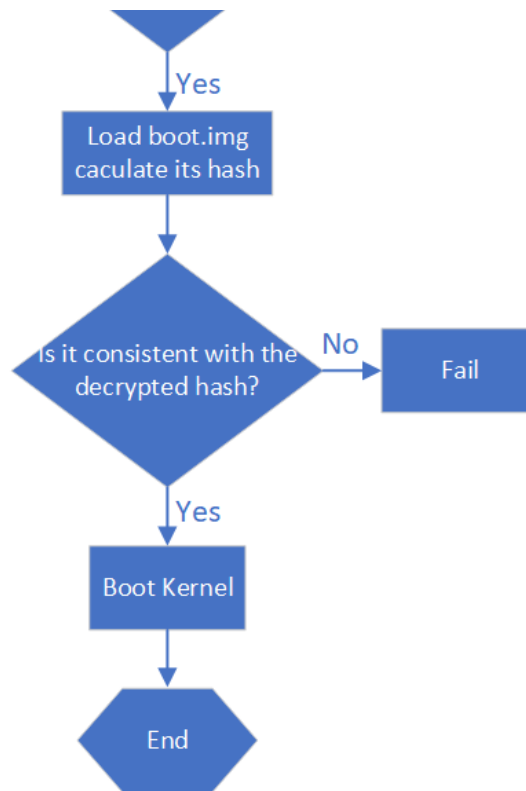 Yes
Load boot.img
caculate its hash
Is it consistent with the
decrypted hash?
No
Fail
Yes
Boot Kernel
End